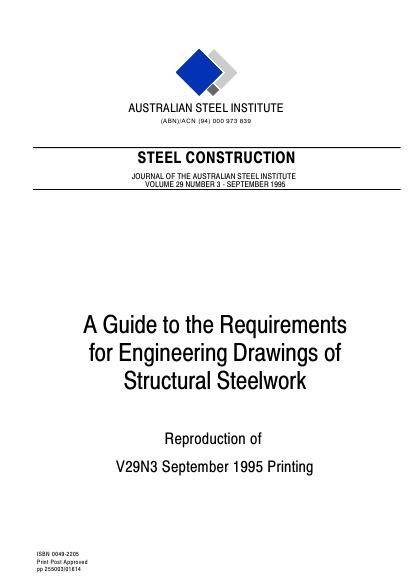 AUSTRALIAN STEEL INSTITUTE
(ABN)/ACN (94) 000 973 839
STEEL CONSTRUCTION
JOURNAL OF THE AUSTRALIAN STEEL INSTITUTE
VOLUME 29 NUMBER 3 - SEPTEMBER 1995
A Guide to the Requirements
for Engineering Drawings of
Structural Steelwork
Reproduction of
V29N3 September 1995 Printing
ISBN 0049-2205
Print Post Approved
pp 255003/01614